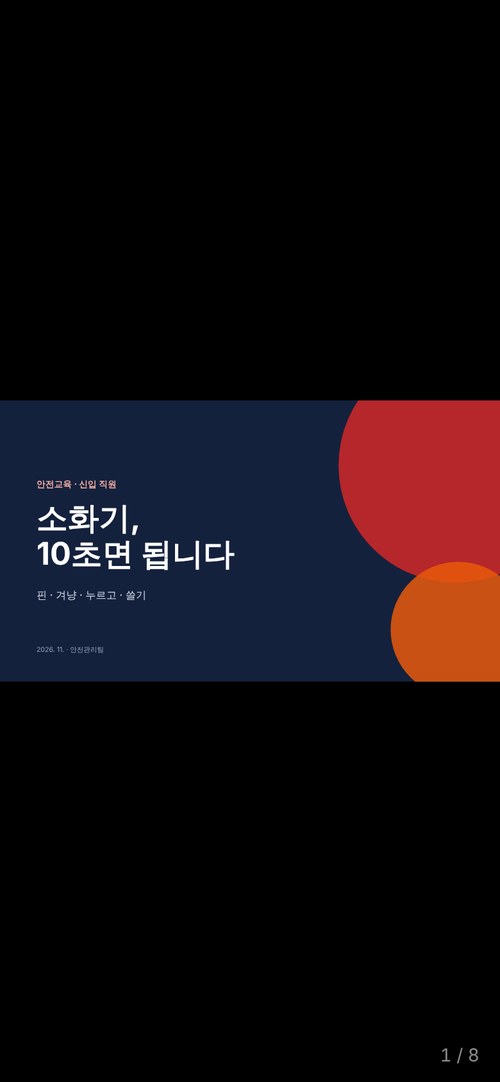 안전교육 · 신입 직원
소화기,
10초면 됩니다
핀 · 겨냥 · 누르고 · 쓸기
2026. 11. · 안전관리팀
1 / 8